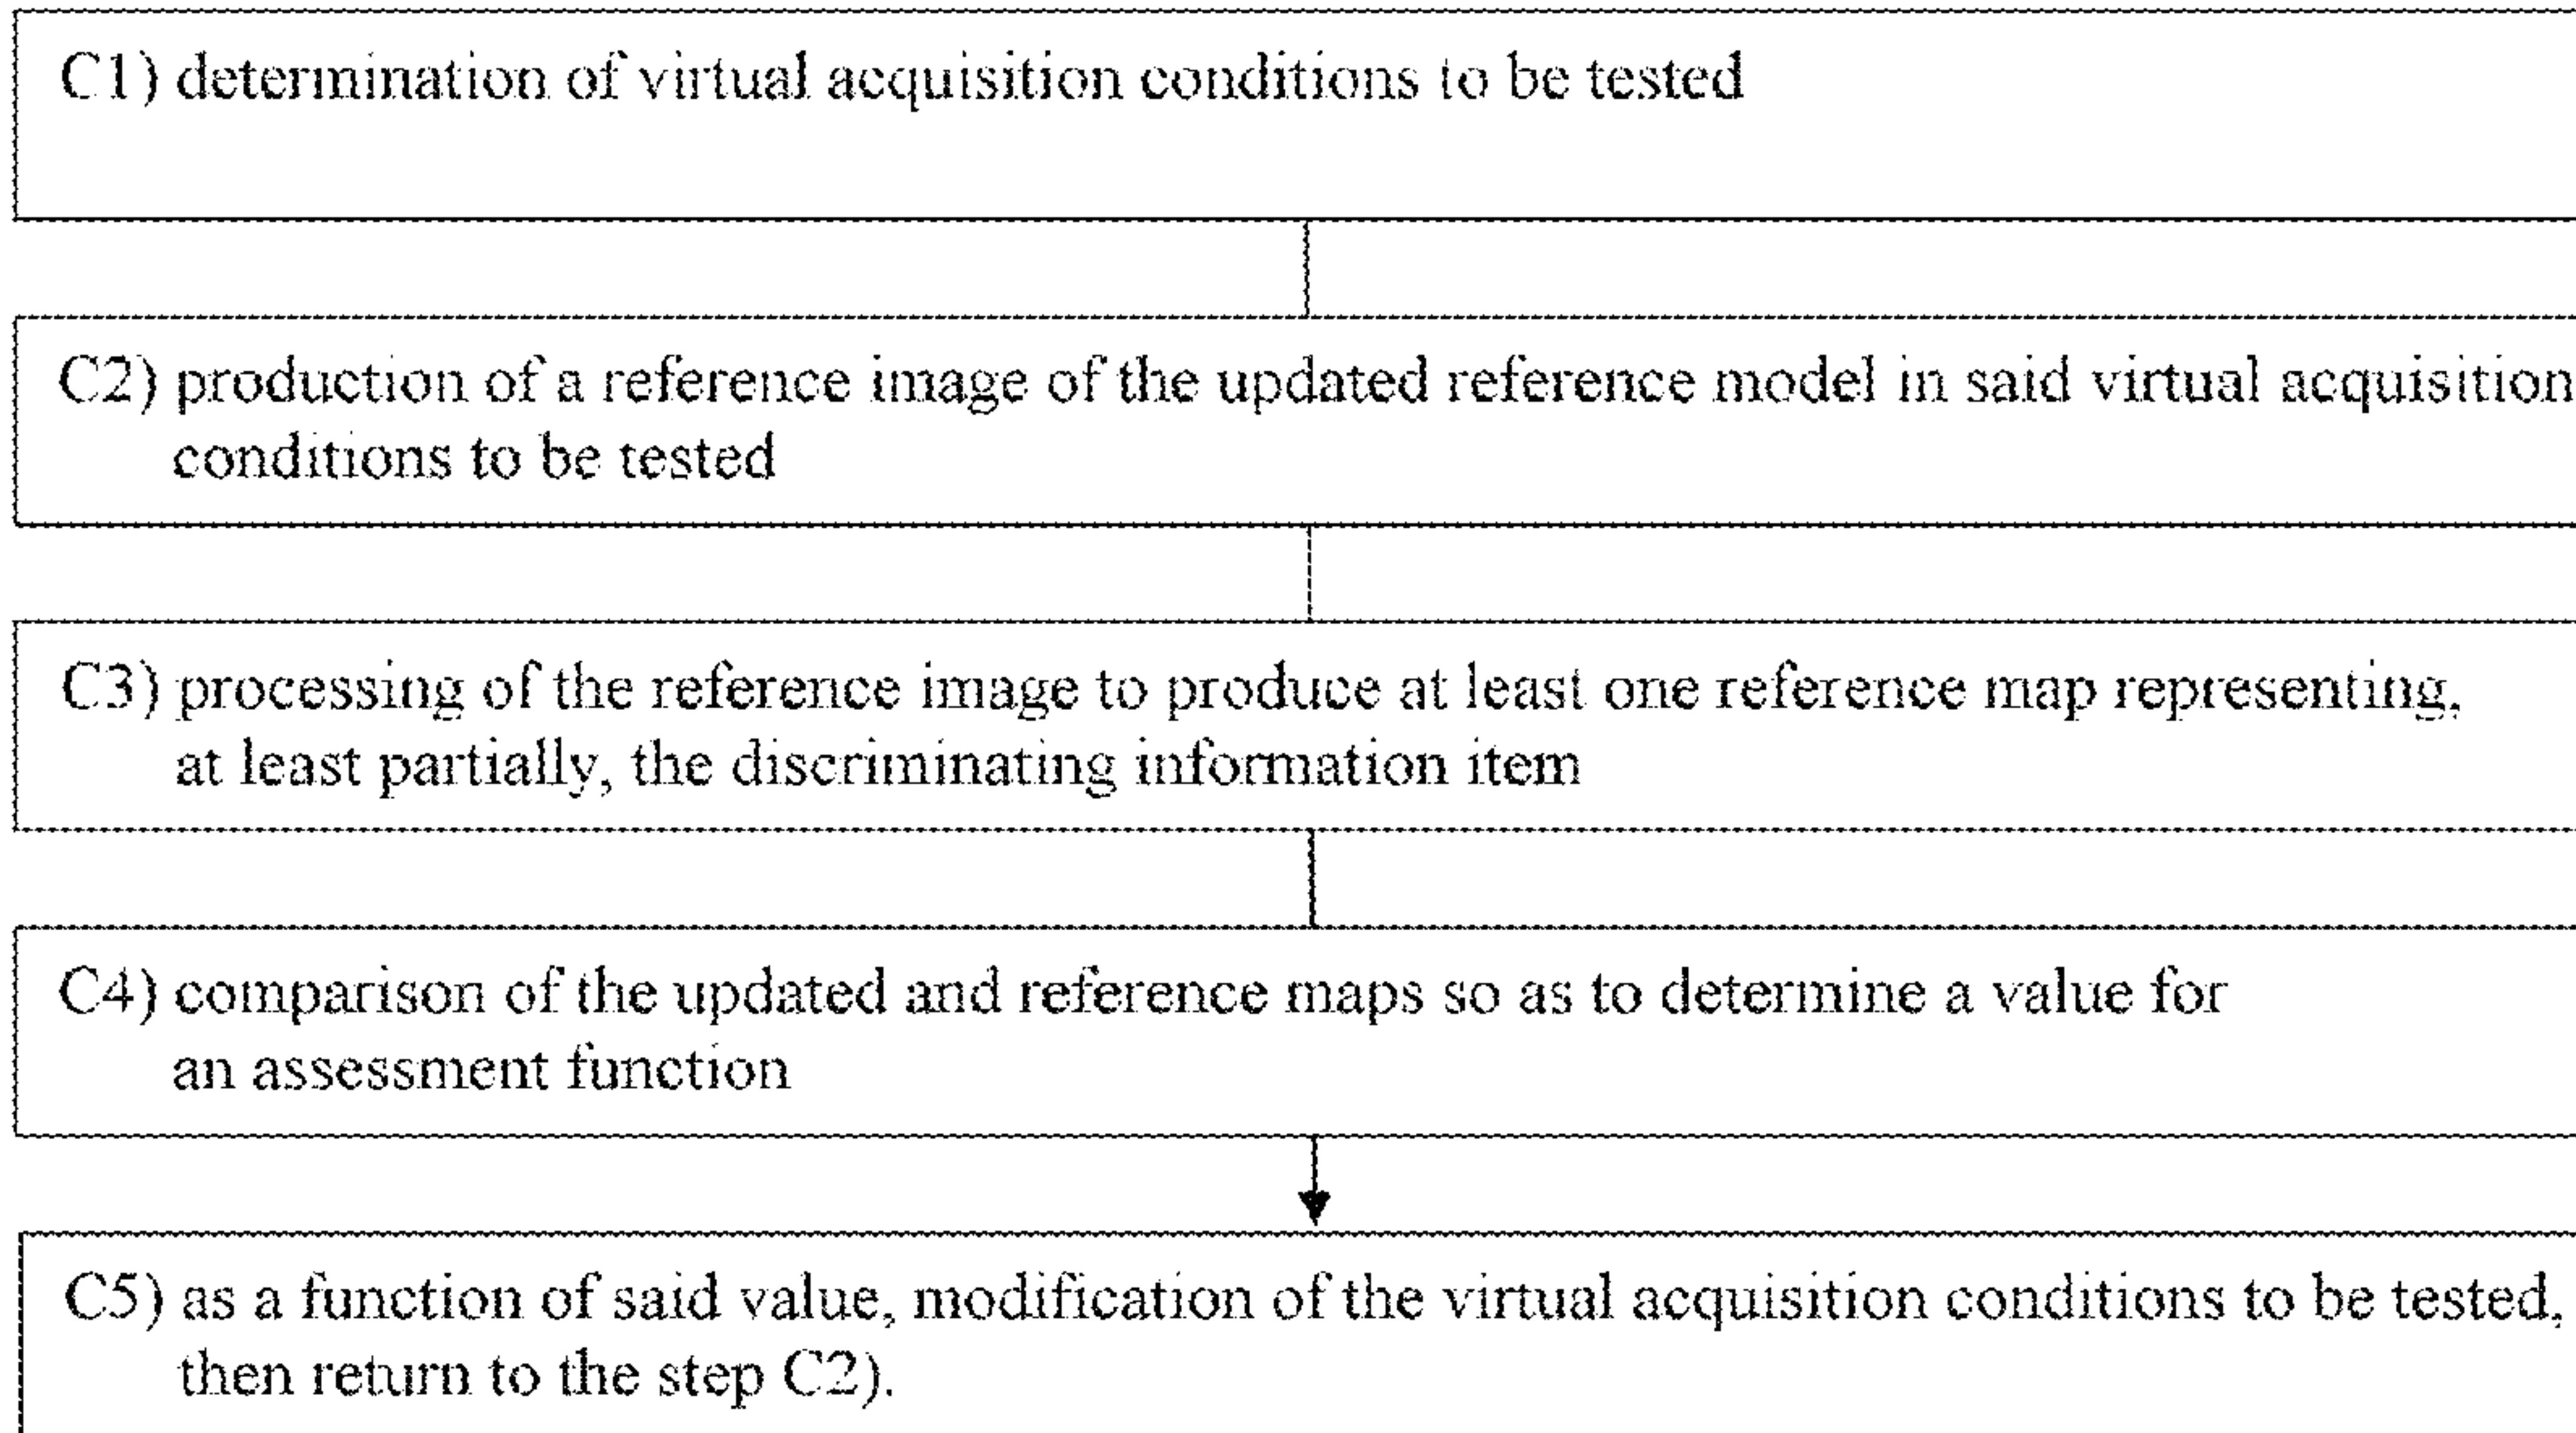 C1) determination of virtual acquisition conditions to be tested
C2) production of a reference image of the updated reference model in said virtual acquisition
conditions to be tested
C3) processing of the reference image to produce at least one reference map representing,
at least partially, the discriminating information item
C4) comparison of the updated and reference maps so as to determine a value for
an assessment function
C5) as a function of said value, modification of the virtual acquisition conditions to be tested,
then return to the step C2).